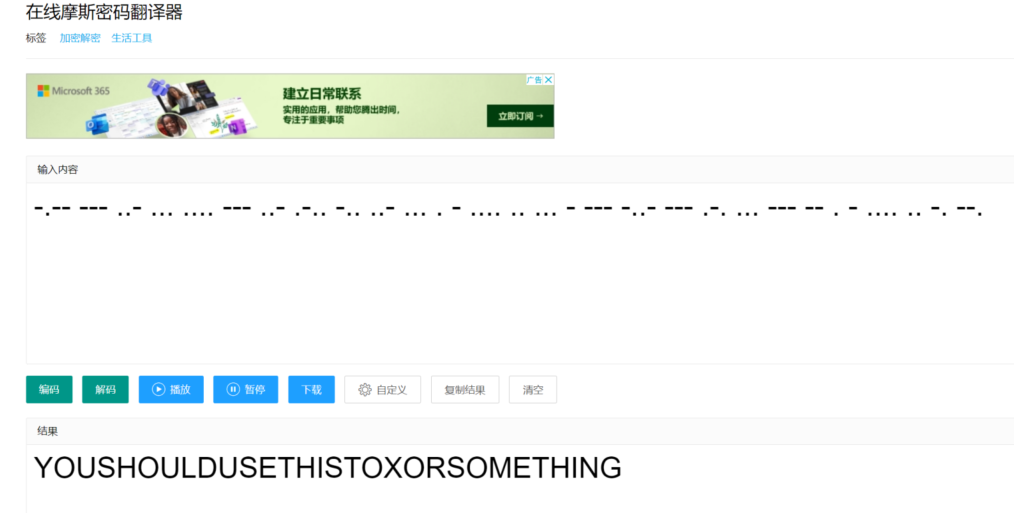 在线摩斯密码翻译器
标签 加密解密 生活工具
广告
Microsoft 365
建立日常联系
实用的应用，帮助您腾出时间，
专注于重要事项
立即订阅 →
输入内容
-.-- --- ..- ... .... --- ..- .-.. -.. ..- ... . - .... .. ... - --- -..- --- .-. ... --- -- . - .... .. -. --.
编码 解码 播放 暂停 下载 自定义 复制结果 清空
结果
YOUSHOULDUSETHISTOXORSOMETHING